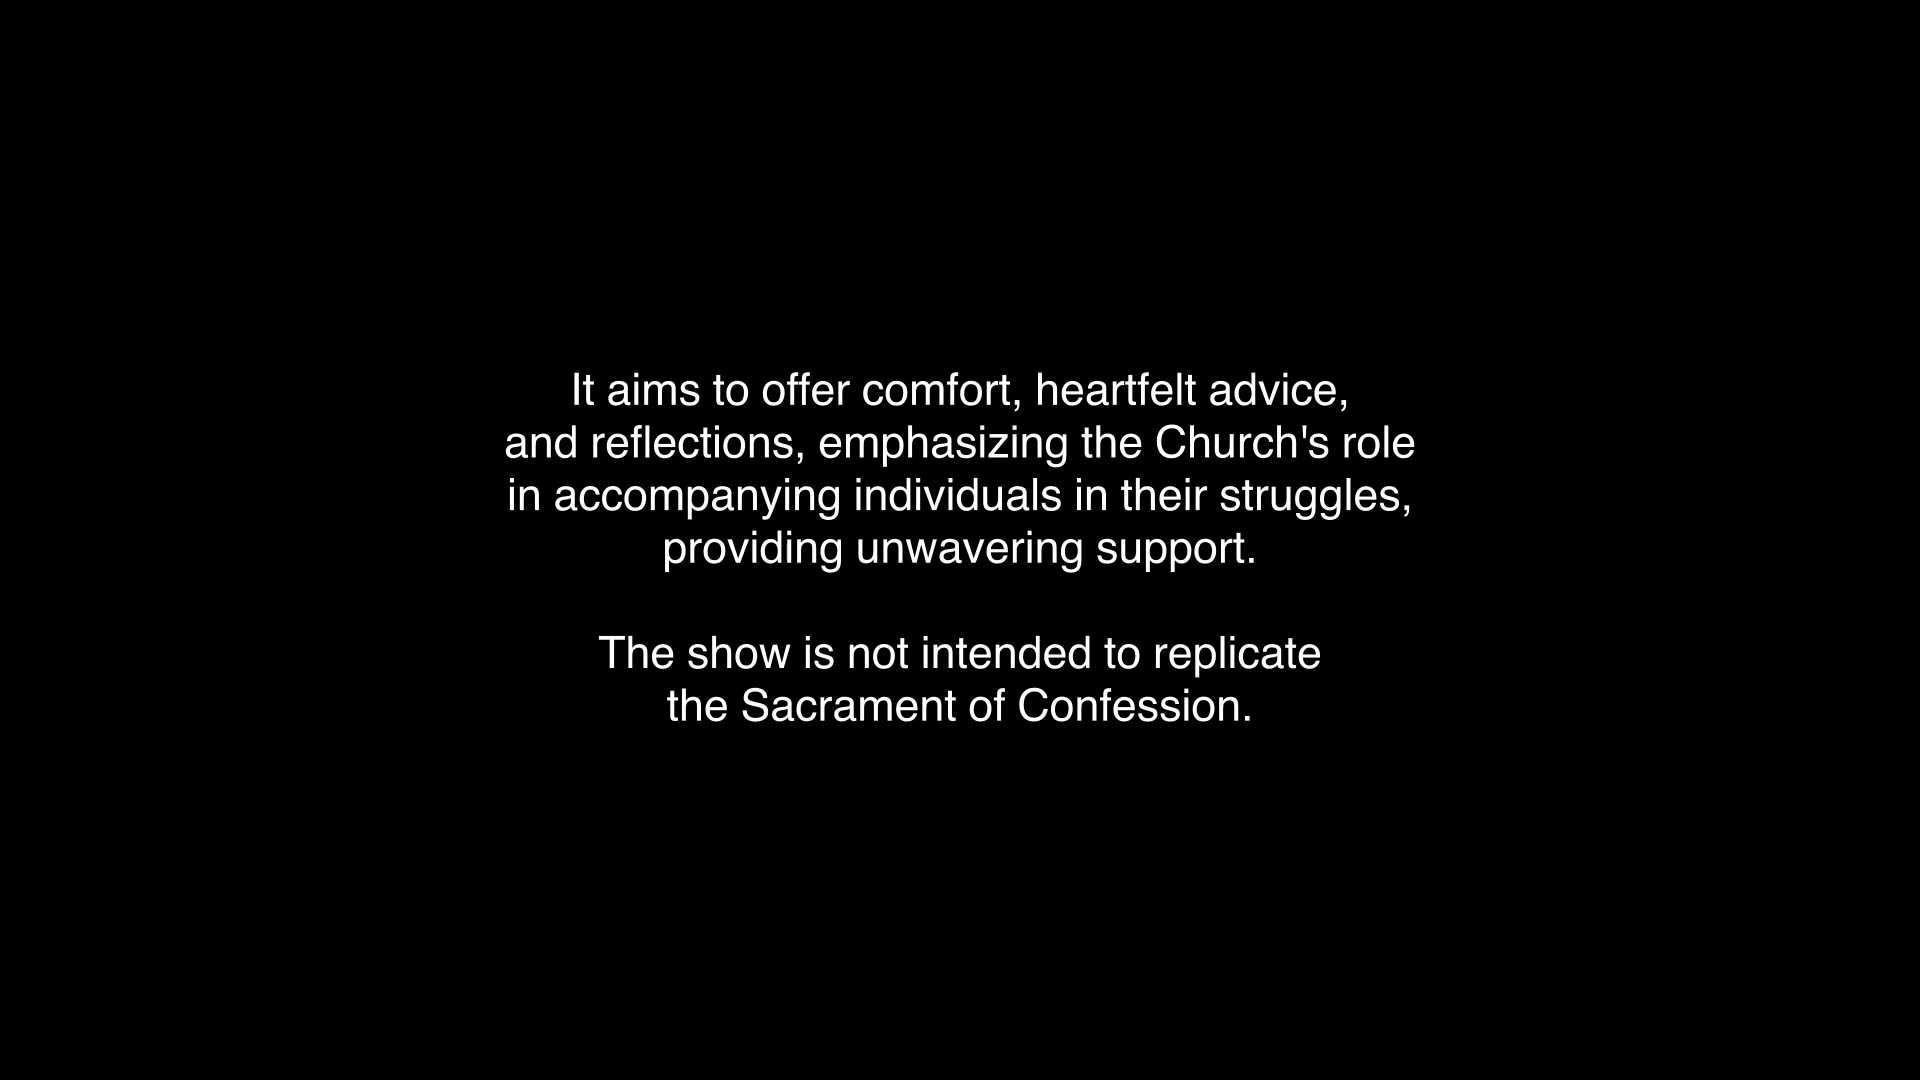 It aims to offer comfort, heartfelt advice,
and reflections, emphasizing the Church's role
in accompanying individuals in their struggles,
providing unwavering support.
The show is not intended to replicate
the Sacrament of Confession.